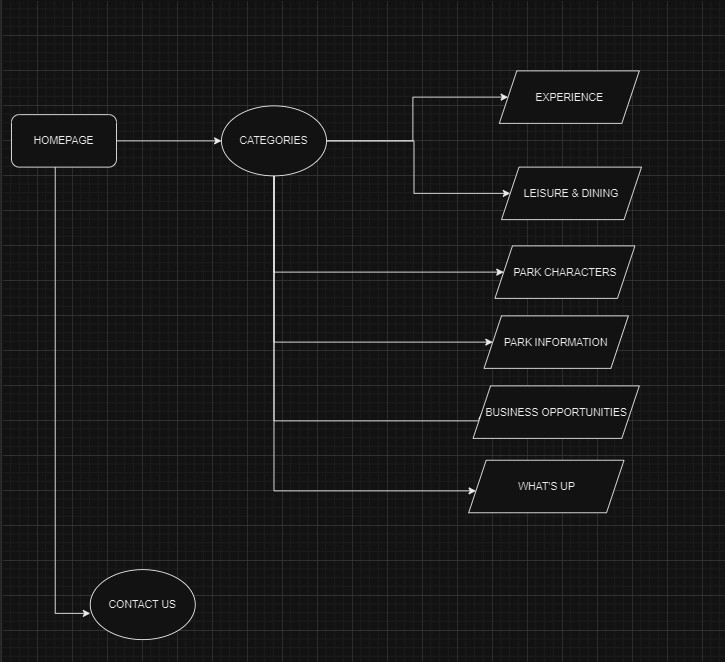 EXPERIENCE
HOMEPAGE
CATEGORIES
LEISURE & DINING
PARK CHARACTERS
PARK INFORMATION
BUSINESS OPPORTUNITIES
WHAT'S UP
CONTACT US